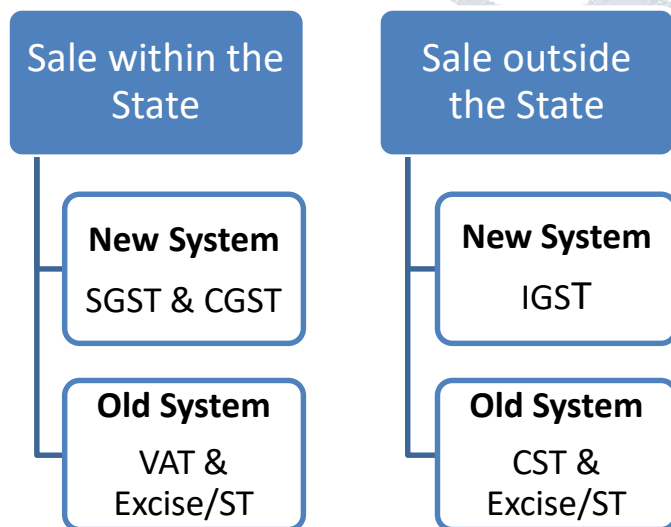 Sale within the
State
New System
SGST & CGST
Old System
VAT &
Excise/ST
Sale outside
the State
New System
IGST
Old System
CST &
Excise/ST